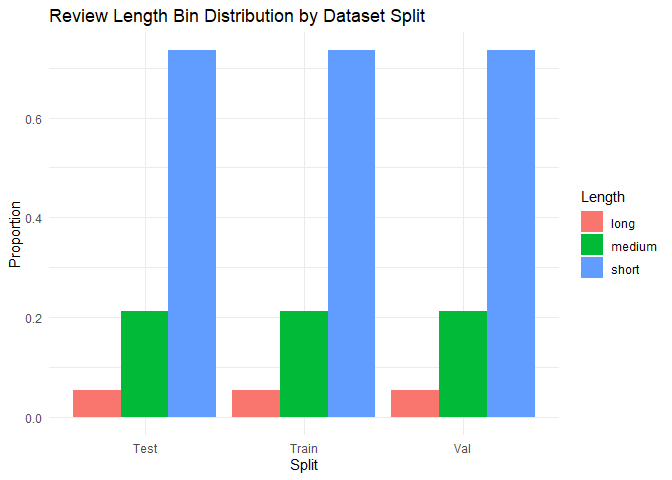 Review Length Bin Distribution by Dataset Split
Proportion
0.6
0.4
0.2
0.0
Test Train Val
Split
Length
long
medium
short